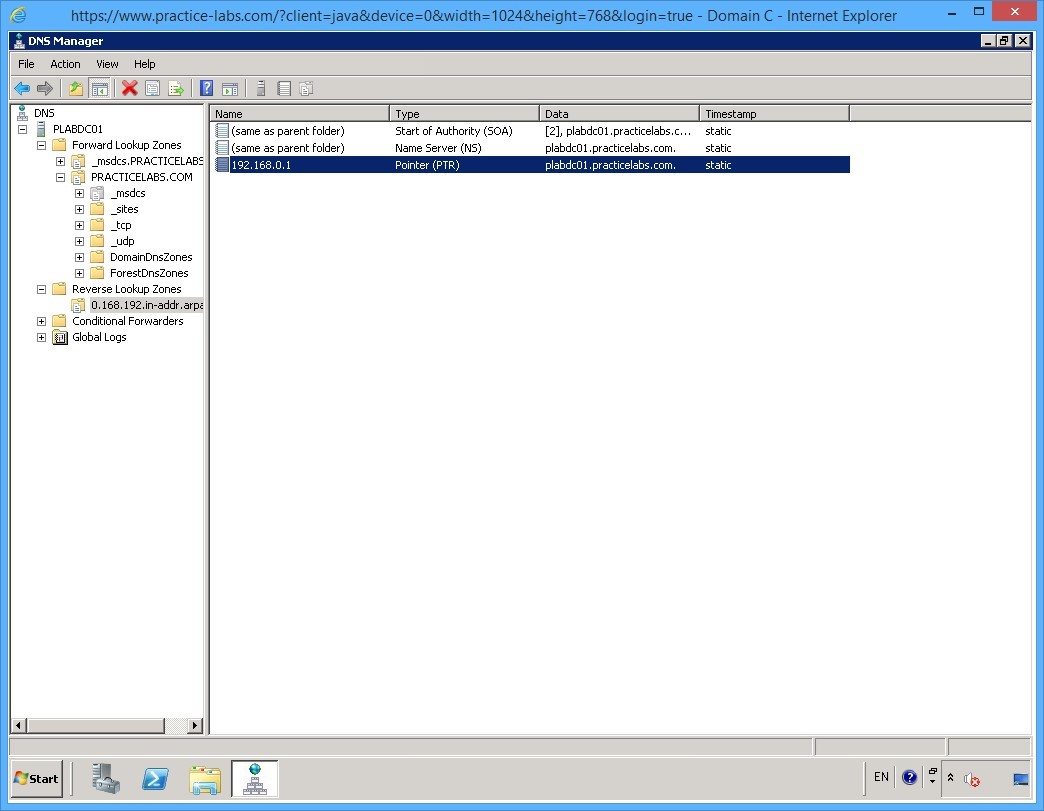 https://www.practice-labs.com/?client=java&device=0&width=1024&height=768&login=true - Domain C - Internet Explorer
DNS Manager
File Action View Help
Name Type Data Timestamp
DNS
PLABDC01
Forward Lookup Zones
_msdcs.PRACTICELABS
PRACTICELABS.COM
_msdcs
_sites
_tcp
_udp
DomainDnsZones
ForestDnsZones
Reverse Lookup Zones
0.168.192.in-addr.arpa
Conditional Forwarders
Global Logs
(same as parent folder) Start of Authority (SOA) [2], plabdc01.practicelabs.c... static
(same as parent folder) Name Server (NS) plabdc01.practicelabs.com. static
192.168.0.1 Pointer (PTR) plabdc01.practicelabs.com. static
Start
EN